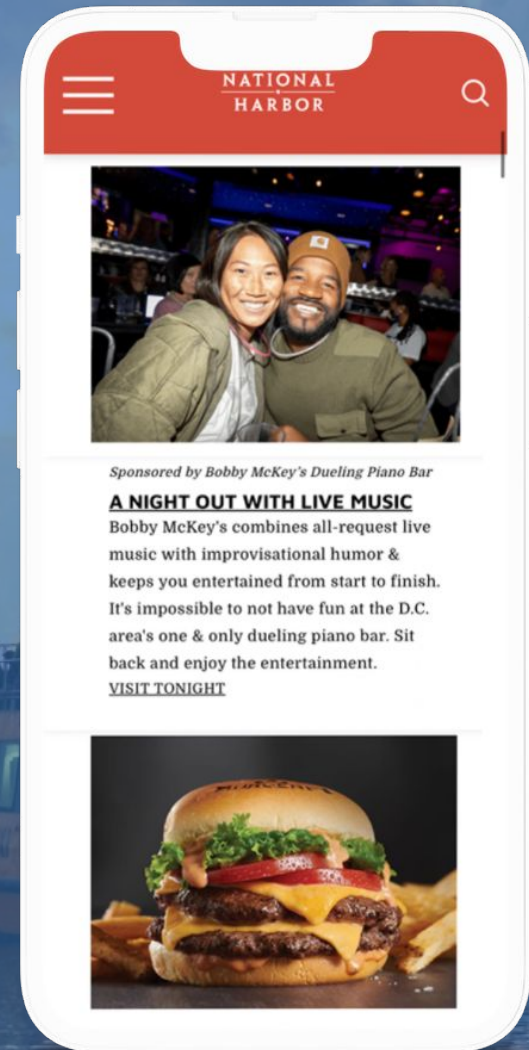 NATIONAL
HARBOR
Sponsored by Bobby McKey's Dueling Piano Bar
A NIGHT OUT WITH LIVE MUSIC
Bobby McKey's combines all-request live
music with improvisational humor &
keeps you entertained from start to finish.
It's impossible to not have fun at the D.C.
area's one & only dueling piano bar. Sit
back and enjoy the entertainment.
VISIT TONIGHT